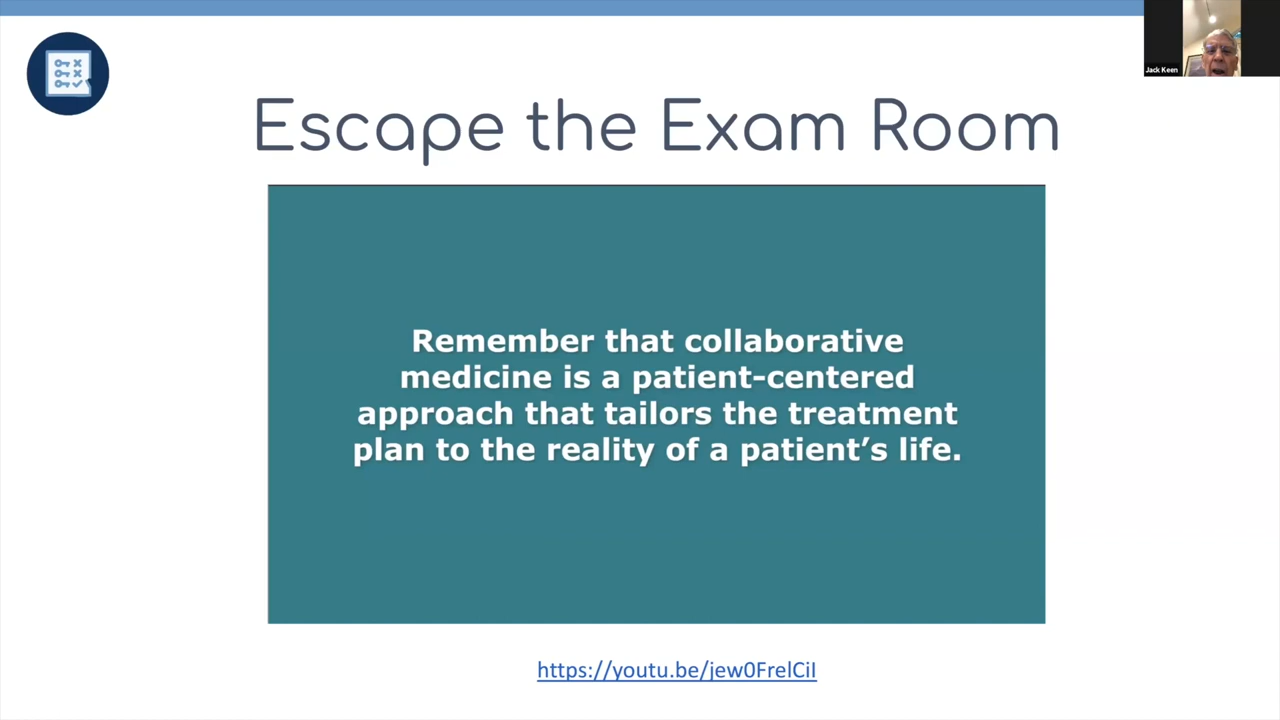 Jack Keen
Escape the Exam Room
Remember that collaborative
medicine is a patient-centered
approach that tailors the treatment
plan to the reality of a patient’s life.
https://youtu.be/jew0FrelCiI